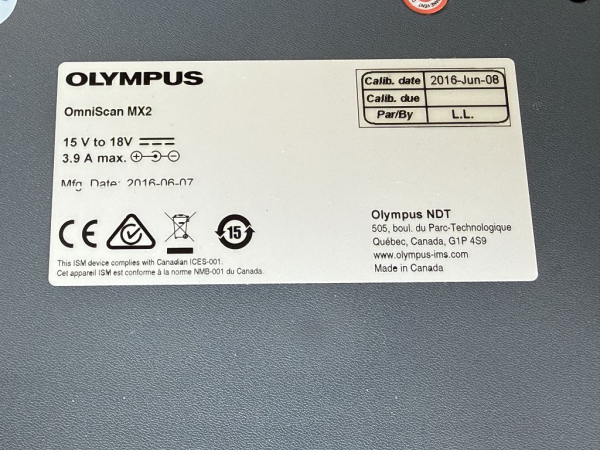 OLYMPUS
OmniScan MX2
15 V to 18V
3.9 A max.
Mfg. Date: 2016-06-07
Calib. date 2016-Jun-08
Calib. due
Par/By L.L.
15
This ISM device complies with Canadian ICES-001.
Cet appareil ISM est conforme à la norme NMB-001 du Canada.
Olympus NDT
505, boul. du Parc-Technologique
Québec, Canada, G1P 4S9
www.olympus-ims.com
Made in Canada